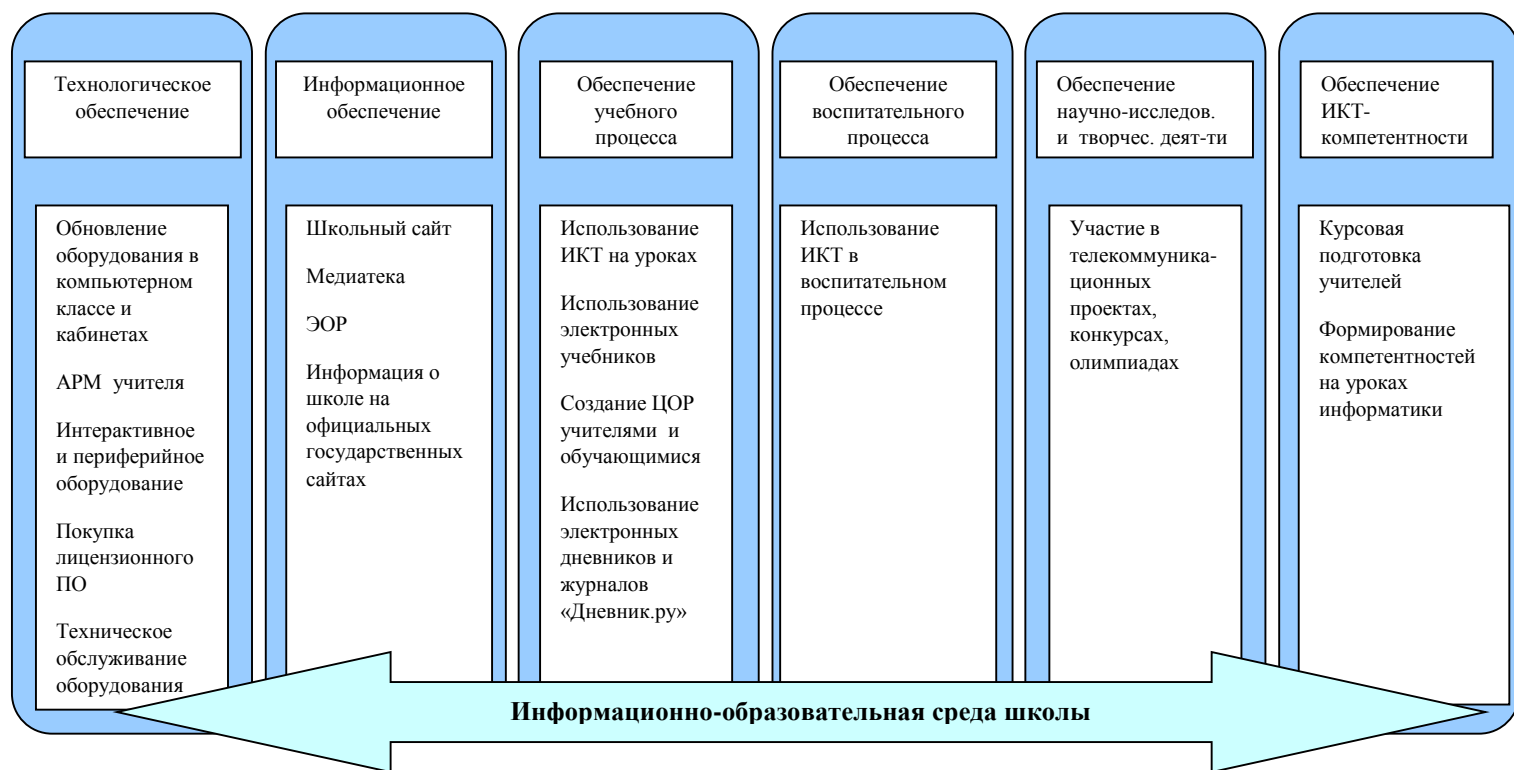 Технологическое
обеспечение
Обновление
оборудования в
компьютерном
классе и
кабинетах
АРМ учителя
Интерактивное
и периферийное
оборудование
Покупка
лицензионного
ПО
Техническое
обслуживание
оборудования
Информационное
обеспечение
Школьный сайт
Медиатека
ЭОР
Информация о
школе на
официальных
государственных
сайтах
Обеспечение
учебного
процесса
Использование
ИКТ на уроках
Использование
электронных
учебников
Создание ЦОР
учителями и
обучающимися
Использование
электронных
дневников и
журналов
«Дневник.ру»
Обеспечение
воспитательного
процесса
Использование
ИКТ в
воспитательном
процессе
Обеспечение
научно-исследов.
и творчес. деят-ти
Участие в
телекоммуника-
ционных
проектах,
конкурсах,
олимпиадах
Обеспечение
ИКТ-
компетентности
Курсовая
подготовка
учителей
Формирование
компетентностей
на уроках
информатики
Информационно-образовательная среда школы